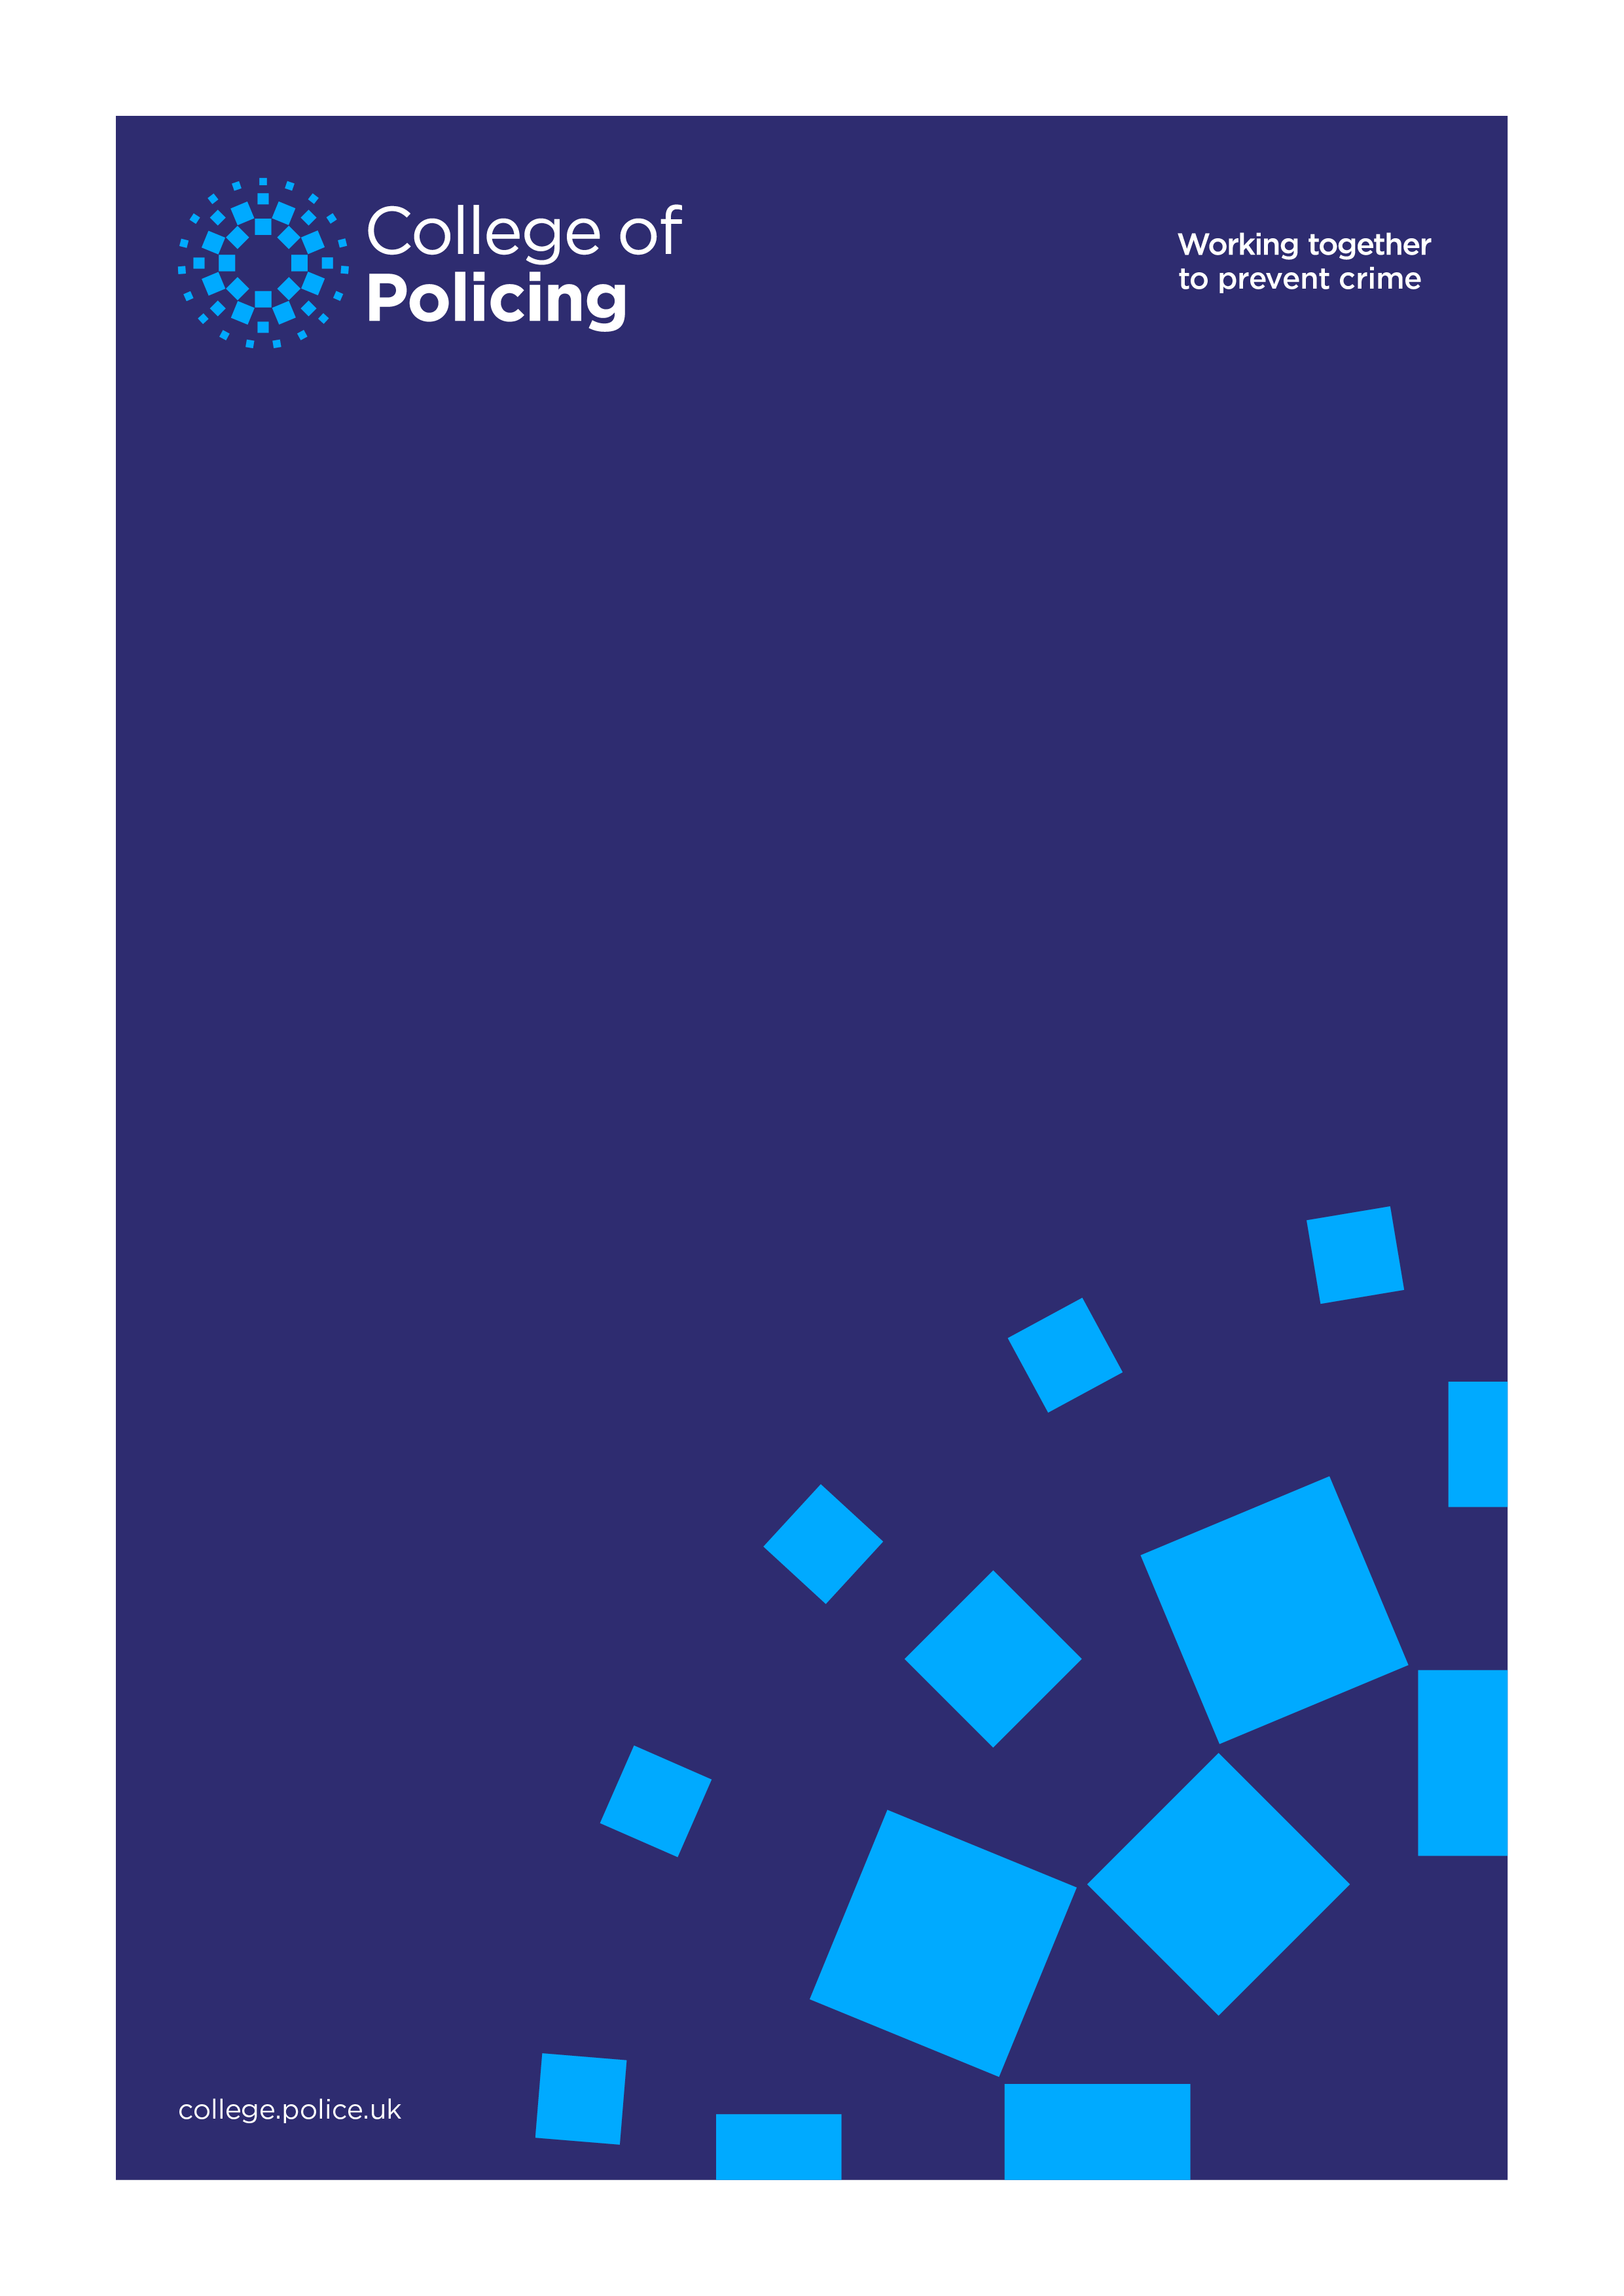 College of
Policing
Working together
to prevent crime
college.police.uk